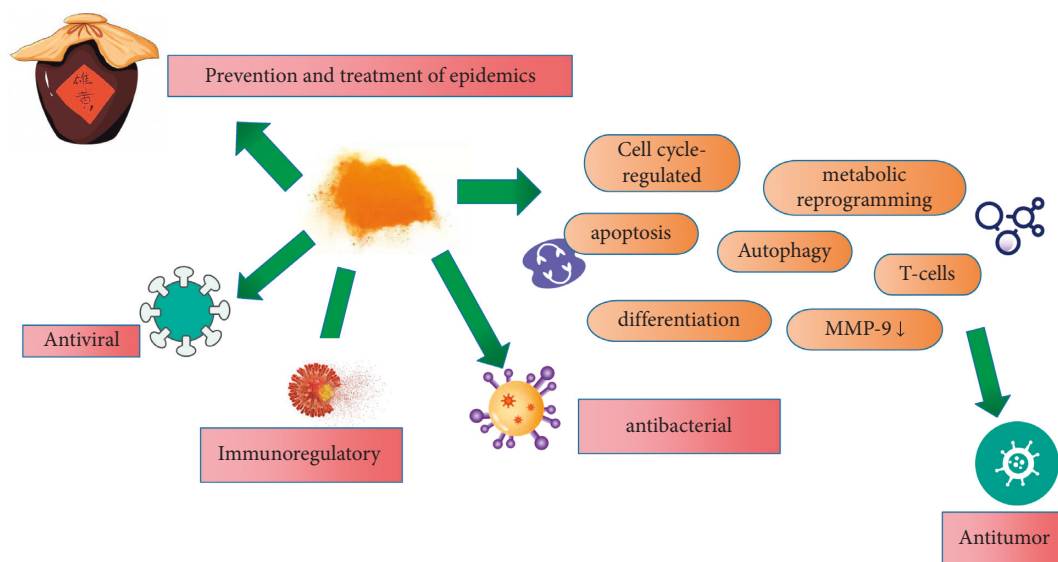 雄
黄
Prevention and treatment of epidemics
Cell cycle-
regulated
metabolic
reprogramming
apoptosis
Autophagy
T-cells
differentiation
MMP-9 ↓
Antiviral
Immunoregulatory
antibacterial
Antitumor